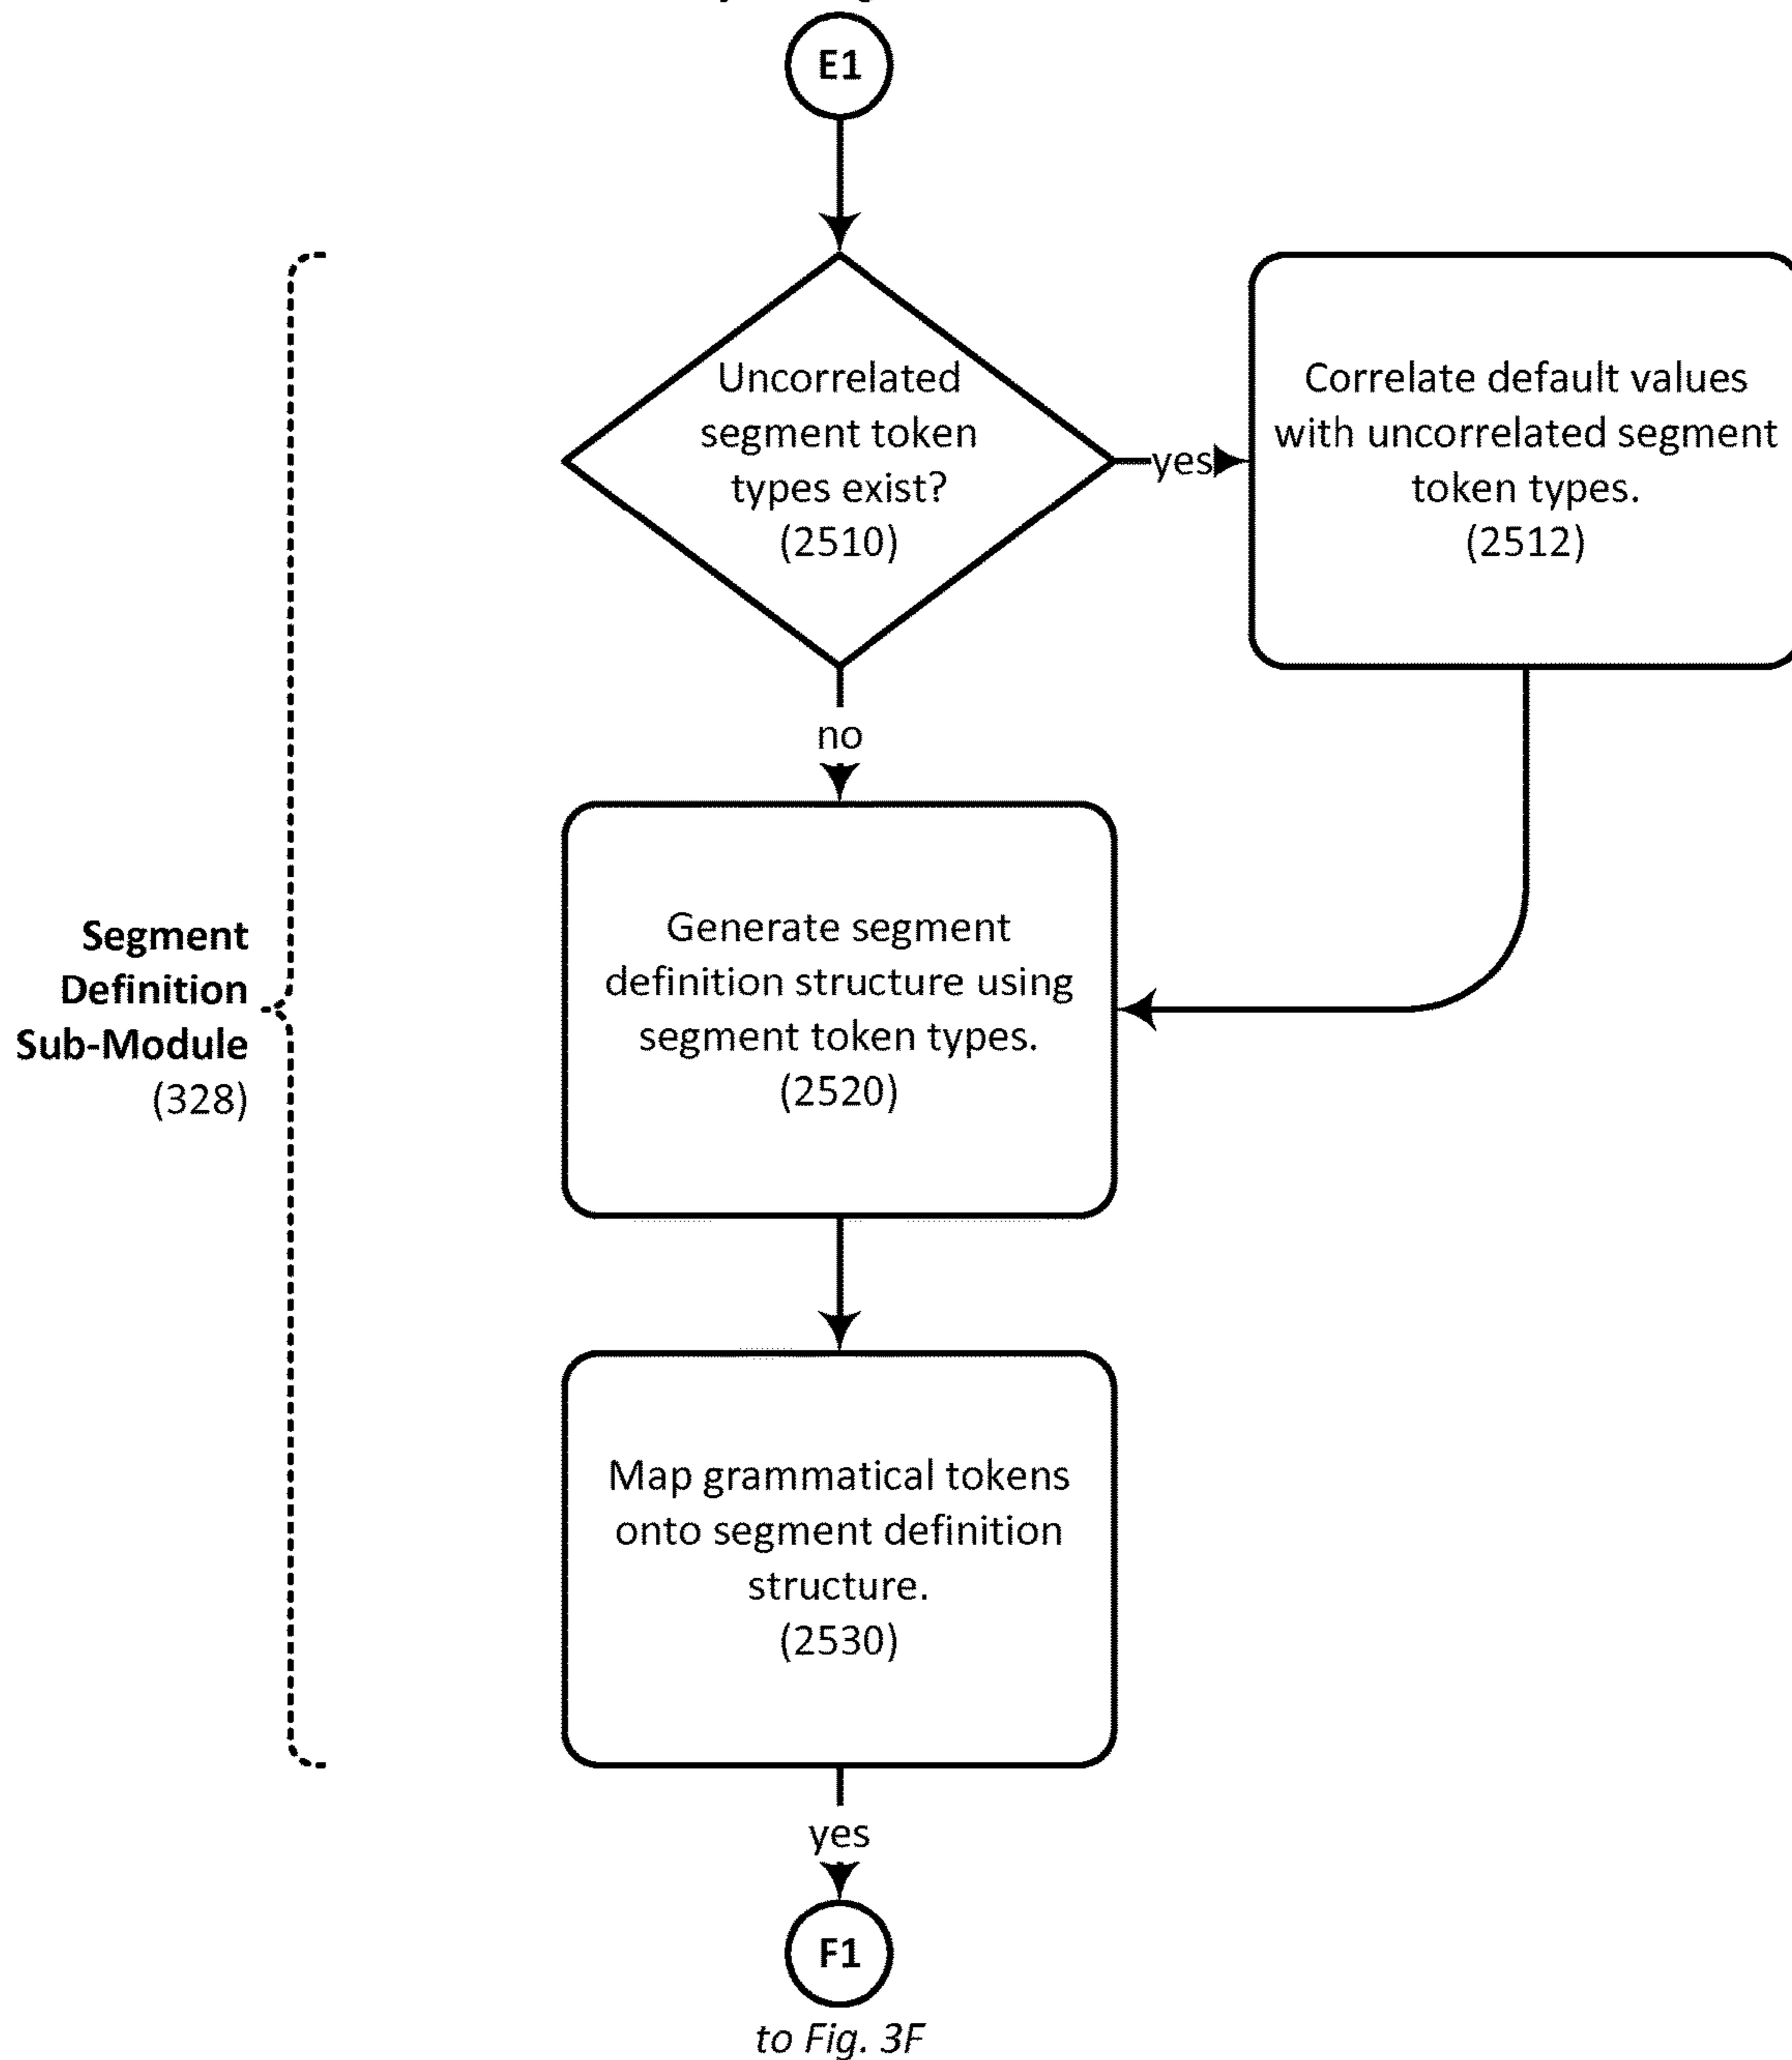 E1
Uncorrelated
segment token
types exist?
(2510)
yes
Correlate default values
with uncorrelated segment
token types.
(2512)
no
Segment
Definition
Sub-Module
(328)
Generate segment
definition structure using
segment token types.
(2520)
Map grammatical tokens
onto segment definition
structure.
(2530)
yes
F1
to Fig. 3F